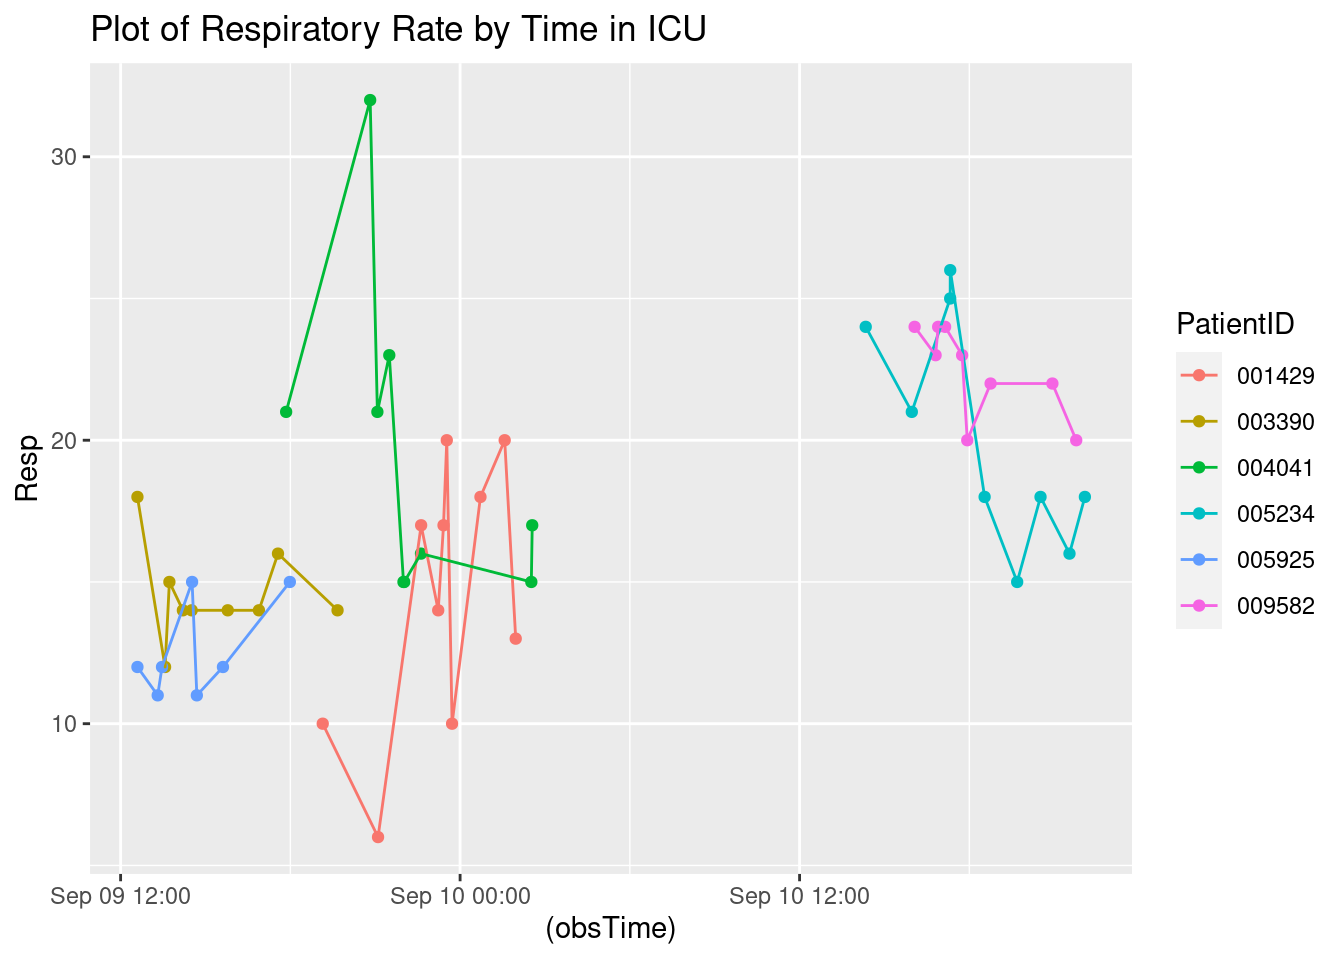 Plot of Respiratory Rate by Time in ICU
Resp
30
20
10
Sep 09 12:00
Sep 10 00:00
Sep 10 12:00
(obsTime)
PatientID
001429
003390
004041
005234
005925
009582